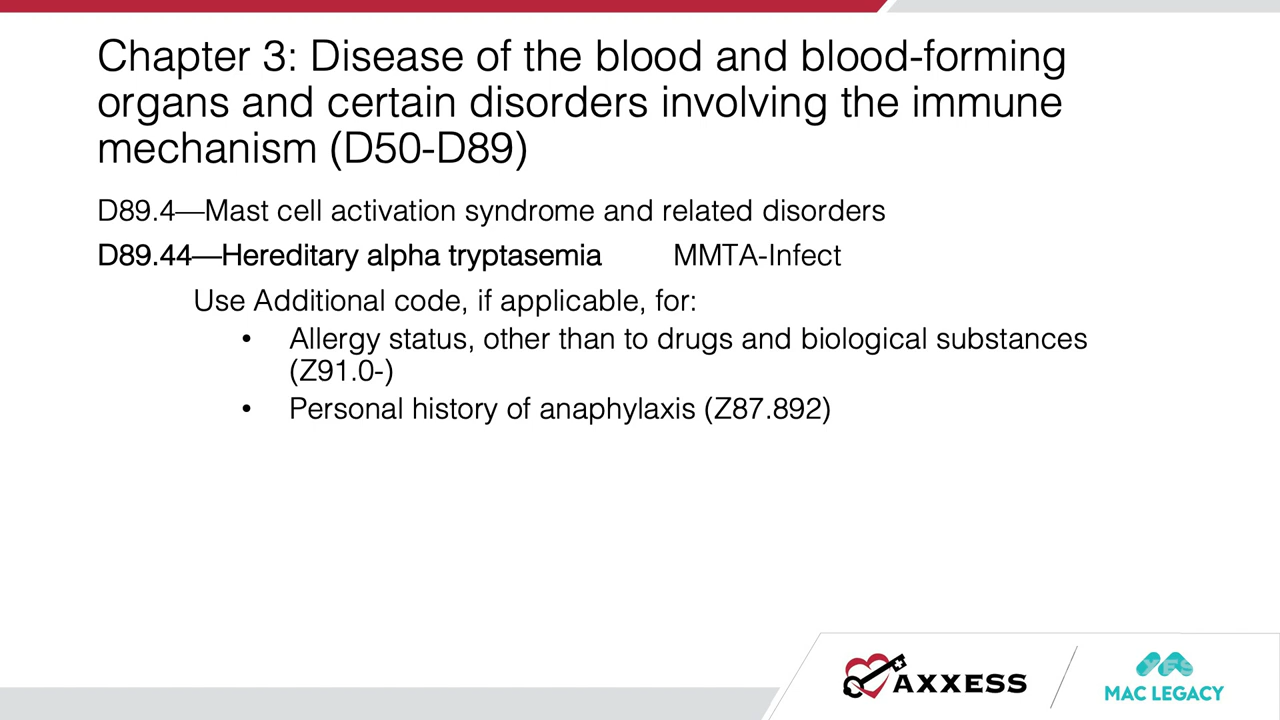 Chapter 3: Disease of the blood and blood-forming
organs and certain disorders involving the immune
mechanism (D50-D89)
D89.4—Mast cell activation syndrome and related disorders
D89.44—Hereditary alpha tryptasemia MMTA-Infect
Use Additional code, if applicable, for:
• Allergy status, other than to drugs and biological substances
(Z91.0-)
• Personal history of anaphylaxis (Z87.892)
AXXESS
MAC LEGACY